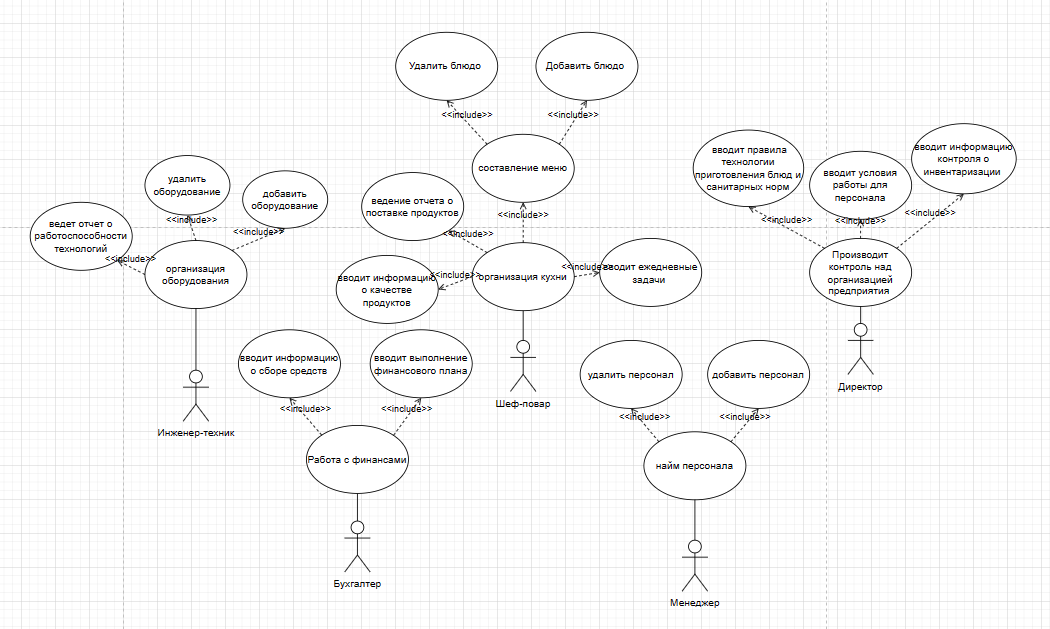 Удалить блюдо
Добавить блюдо
<<include>>
<<include>>
составление меню
<<include>>
ведение отчета о
поставке продуктов
<<include>>
вводит информацию
о качестве
продуктов
<<include>>
организация кухни
<<include>>
вводит ежедневные
задачи
Шеф-повар
удалить
оборудование
добавить
оборудование
<<include>>
<<include>>
ведет отчет о
работоспособности
технологий
<<include>>
организация
оборудования
Инженер-техник
вводит правила
технологии
приготовления блюд и
санитарных норм
вводит условия
работы для
персонала
вводит информацию
контроля о
инвентаризации
<<include>>
<<include>>
<<include>>
Производит
контроль над
организацией
предприятия
Директор
вводит информацию
о сборе средств
вводит выполнение
финансового плана
<<include>>
<<include>>
Работа с финансами
Бухгалтер
удалить персонал
добавить персонал
<<include>>
<<include>>
найм персонала
Менеджер